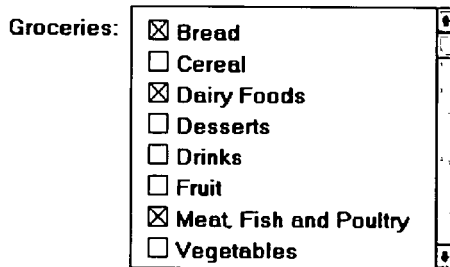 Groceries:
Bread
Cereal
Dairy Foods
Desserts
Drinks
Fruit
Meat, Fish and Poultry
Vegetables